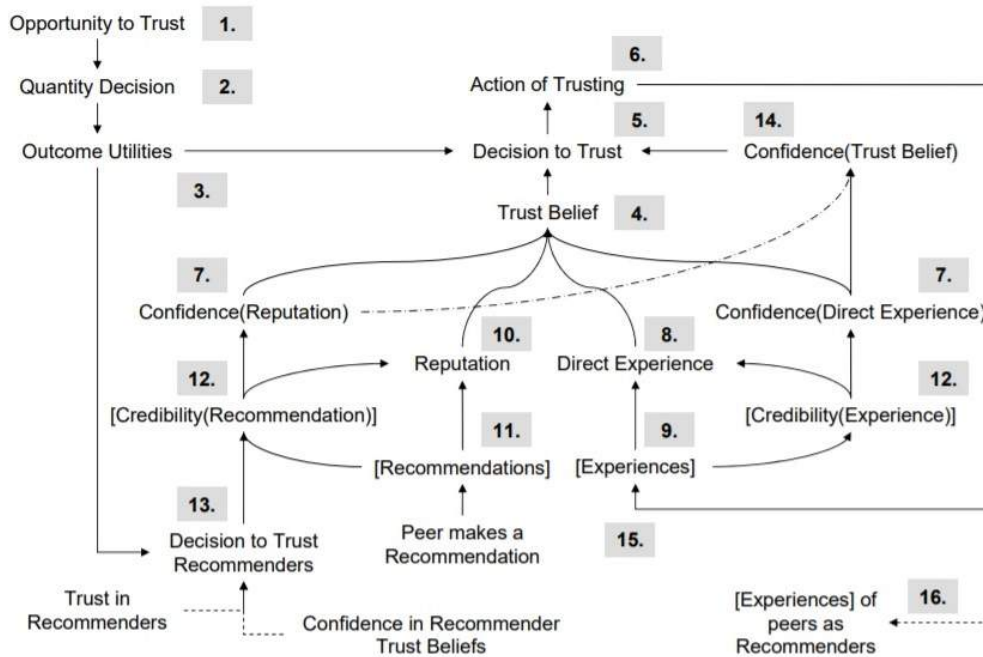 Opportunity to Trust 1.
6.
Quantity Decision 2.
Action of Trusting
5. 14.
Outcome Utilities
Decision to Trust
Confidence(Trust Belief)
3.
Trust Belief 4.
7. 7.
Confidence(Reputation)
Confidence(Direct Experience)
10. 8.
Reputation
Direct Experience
12. 12.
[Credibility(Recommendation)]
[Credibility(Experience)]
11. 9.
[Recommendations]
[Experiences]
13.
Decision to Trust
Recommenders
Peer makes a
Recommendation
15.
Trust in
Recommenders
Confidence in Recommender
Trust Beliefs
[Experiences] of
peers as
Recommenders
16.